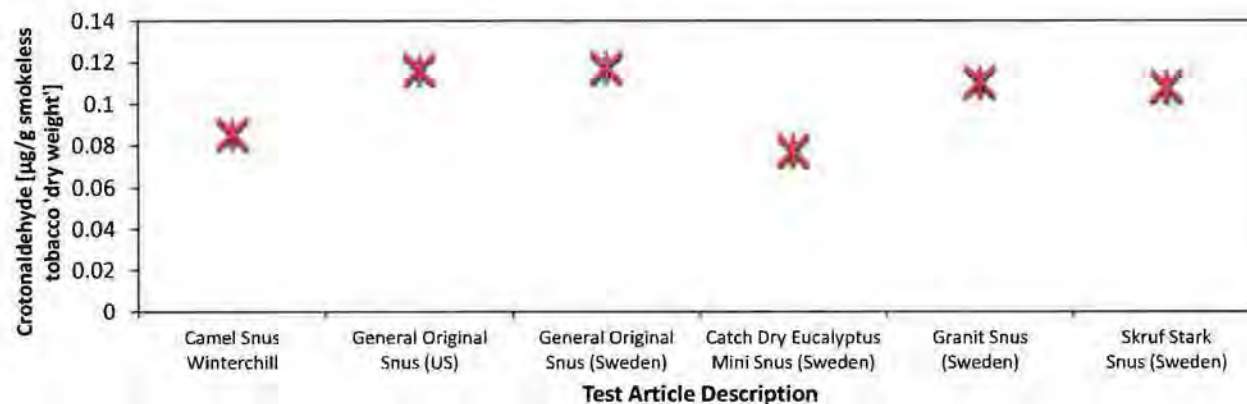 Crotonaldehyde [µg/g smokeless
tobacco 'dry weight']
0.14
0.12
0.1
0.08
0.06
0.04
0.02
0
Camel Snus
Winterchill
General Original
Snus (US)
General Original
Snus (Sweden)
Catch Dry Eucalyptus
Mini Snus (Sweden)
Granit Snus
(Sweden)
Skruf Stark
Snus (Sweden)
Test Article Description